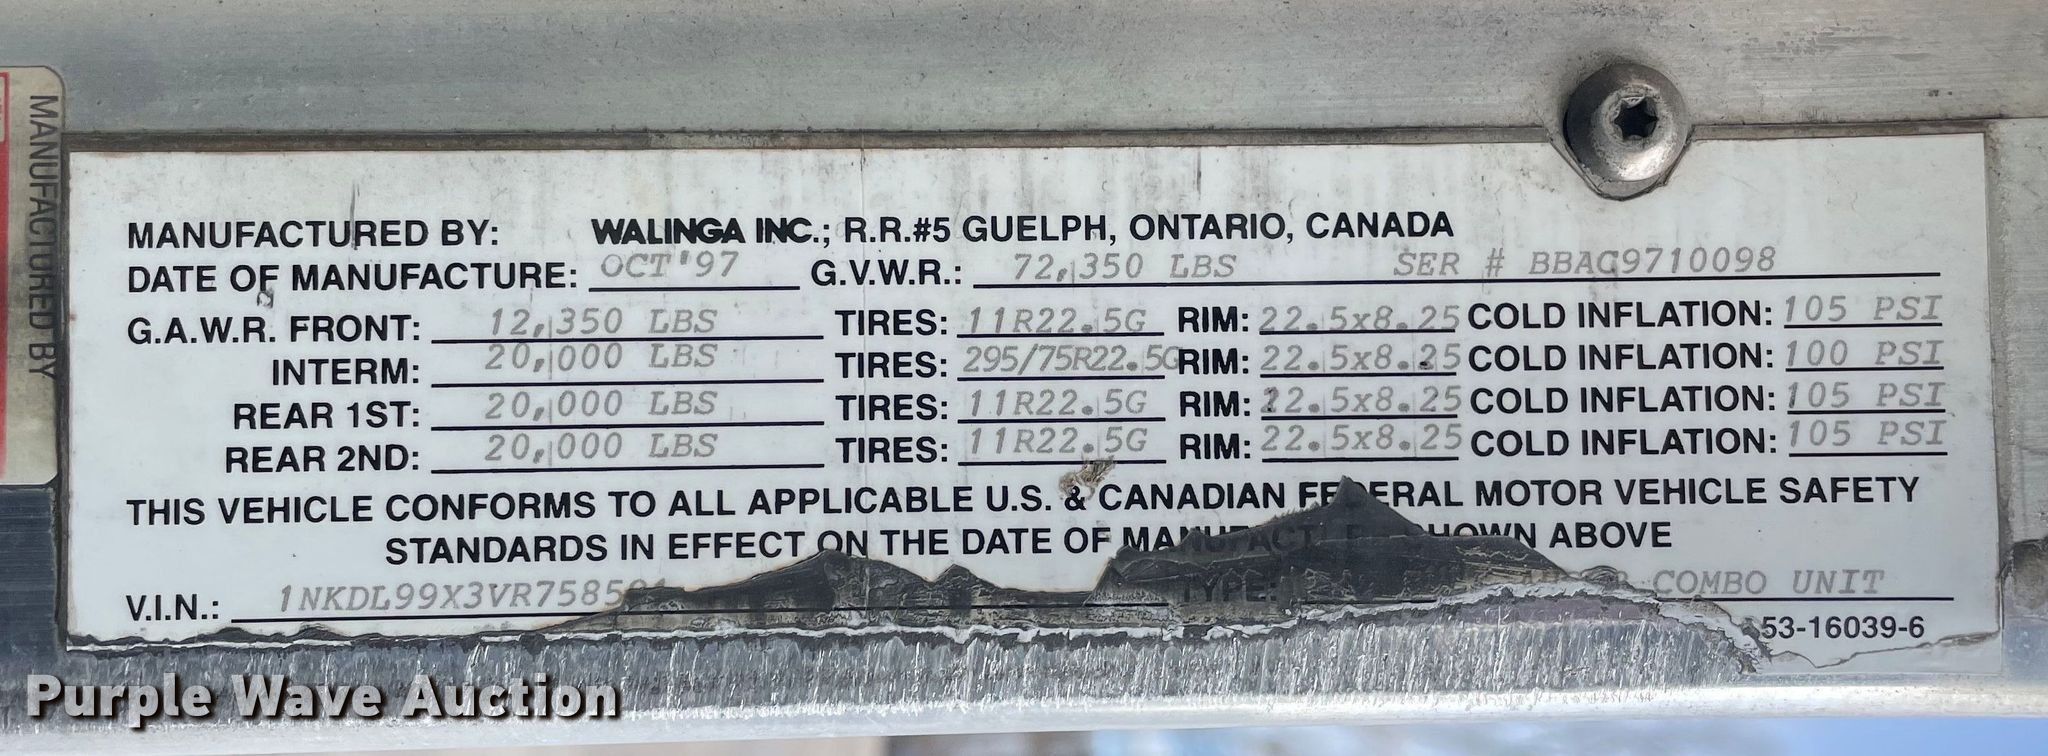 MANUFACTURED BY
MANUFACTURED BY: WALINGA INC.; R.R.#5 GUELPH, ONTARIO, CANADA
DATE OF MANUFACTURE: OCT'97 G.V.W.R.: 72,350 LBS SER # BBAC9710098
G.A.W.R. FRONT: 12,350 LBS TIRES: 11R22.5G RIM: 22.5x8.25 COLD INFLATION: 105 PSI
INTERM: 20,000 LBS TIRES: 295/75R22.5G RIM: 22.5x8.25 COLD INFLATION: 100 PSI
REAR 1ST: 20,000 LBS TIRES: 11R22.5G RIM: 22.5x8.25 COLD INFLATION: 105 PSI
REAR 2ND: 20,000 LBS TIRES: 11R22.5G RIM: 22.5x8.25 COLD INFLATION: 105 PSI
THIS VEHICLE CONFORMS TO ALL APPLICABLE U.S. & CANADIAN FEDERAL MOTOR VEHICLE SAFETY
STANDARDS IN EFFECT ON THE DATE OF MANUFACTURE SHOWN ABOVE
V.I.N.: TYPE: COMBO UNIT
53-16039-6
Purple Wave Auction